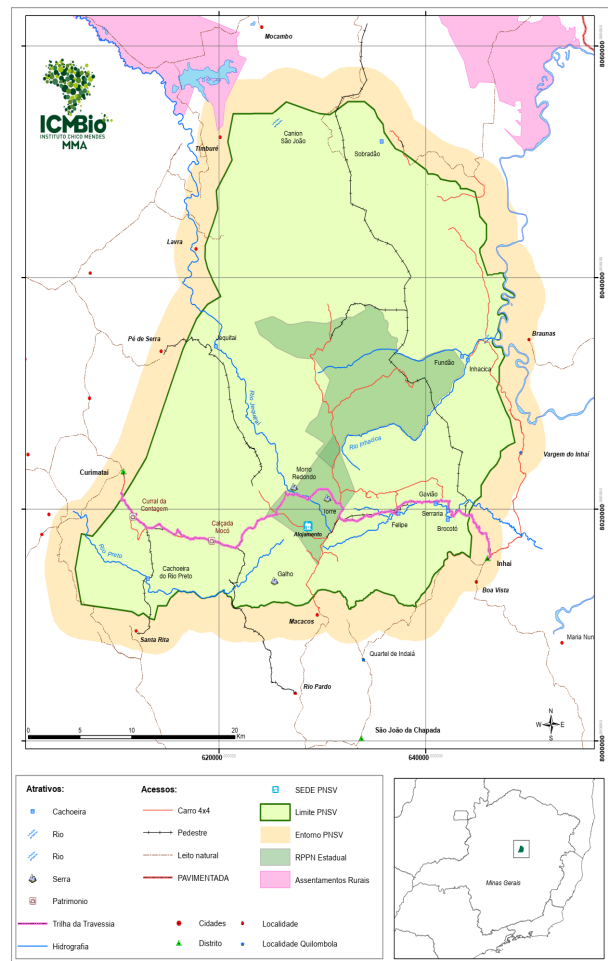 Mocambo
8060000
ICMBio
INSTITUTO CHICO MENDES
MMA
Canion
São João
Sobradão
Timburé
Lavra
8040000
Jequitai
Pé de Serra
Braunas
Fundão
Inhacica
Rio Jequitaí
Rio Inhacica
Vargem do Inhaí
Curimataí
Morro
Redondo
Torre
Gavião
Curral da
Contagem
Calçada
Mocó
Alojamento
Felipe
Serraria
Brocotó
8020000
Rio Preto
Cachoeira
do Rio Preto
Galho
Inhaí
Boa Vista
Macacos
Santa Rita
Quartel de Indaiá
Maria Nun
Rio Pardo
São João da Chapada
N
W E
S
0 5 10 20
Km
620000
640000
8000000
Atrativos:
Cachoeira
Rio
Rio
Serra
Patrimonio
Trilha da Travessia
Hidrografia
Acessos:
Carro 4x4
Pedestre
Leito natural
PAVIMENTADA
Cidades
Distrito
SEDE PNSV
Limite PNSV
Entorno PNSV
RPPN Estadual
Assentamentos Rurais
Localidade
Localidade Quilombola
Minas Gerais